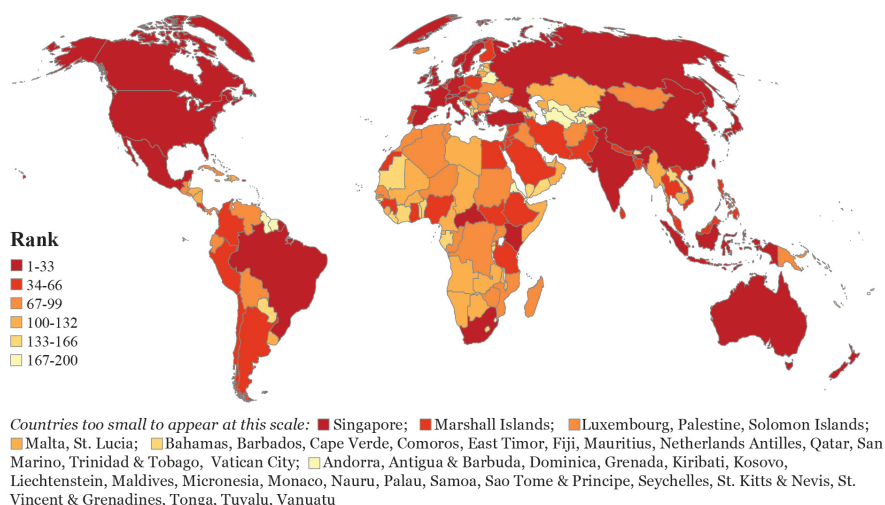 Rank
1-33
34-66
67-99
100-132
133-166
167-200
Countries too small to appear at this scale: Singapore; Marshall Islands; Luxembourg, Palestine, Solomon Islands;
Malta, St. Lucia; Bahamas, Barbados, Cape Verde, Comoros, East Timor, Fiji, Mauritius, Netherlands Antilles, Qatar, San
Marino, Trinidad & Tobago, Vatican City; Andorra, Antigua & Barbuda, Dominica, Grenada, Kiribati, Kosovo,
Liechtenstein, Maldives, Micronesia, Monaco, Nauru, Palau, Samoa, Sao Tome & Principe, Seychelles, St. Kitts & Nevis, St.
Vincent & Grenadines, Tonga, Tuvalu, Vanuatu